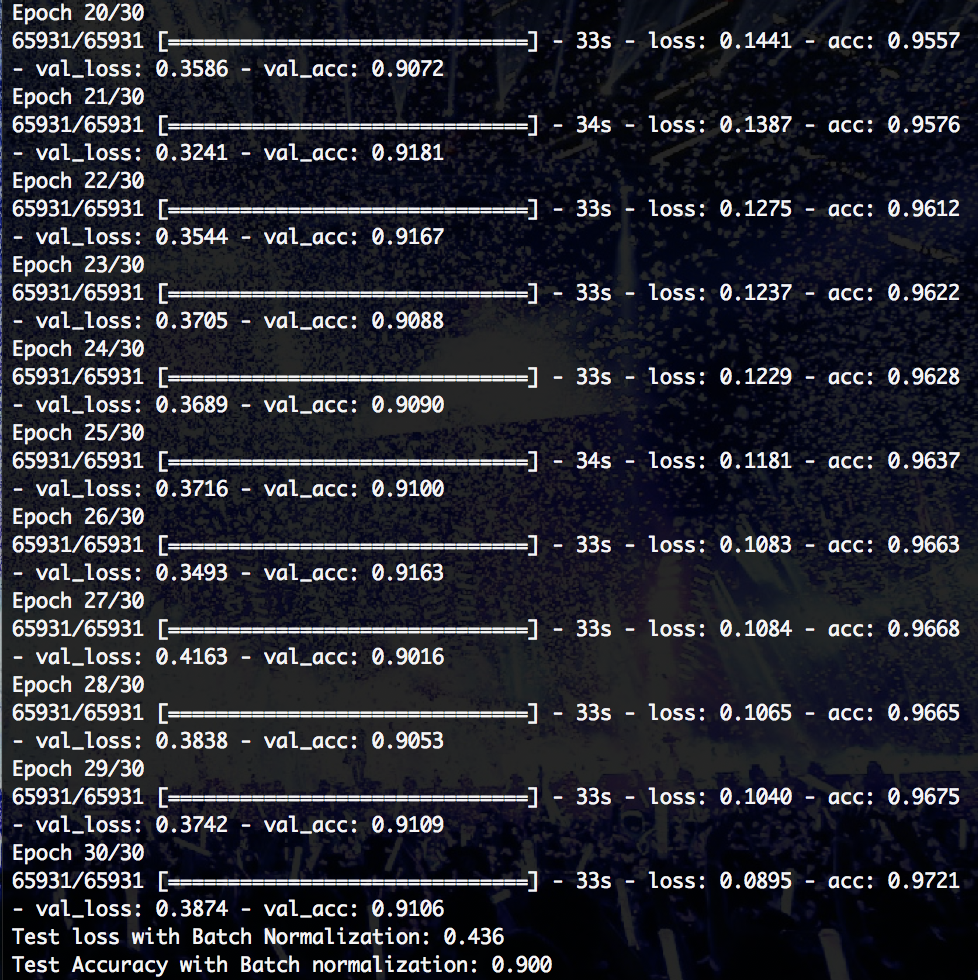 Epoch 20/30
65931/65931 [==============================] - 33s - loss: 0.1441 - acc: 0.9557
- val_loss: 0.3586 - val_acc: 0.9072
Epoch 21/30
65931/65931 [==============================] - 34s - loss: 0.1387 - acc: 0.9576
- val_loss: 0.3241 - val_acc: 0.9181
Epoch 22/30
65931/65931 [==============================] - 33s - loss: 0.1275 - acc: 0.9612
- val_loss: 0.3544 - val_acc: 0.9167
Epoch 23/30
65931/65931 [==============================] - 33s - loss: 0.1237 - acc: 0.9622
- val_loss: 0.3705 - val_acc: 0.9088
Epoch 24/30
65931/65931 [==============================] - 33s - loss: 0.1229 - acc: 0.9628
- val_loss: 0.3689 - val_acc: 0.9090
Epoch 25/30
65931/65931 [==============================] - 34s - loss: 0.1181 - acc: 0.9637
- val_loss: 0.3716 - val_acc: 0.9100
Epoch 26/30
65931/65931 [==============================] - 33s - loss: 0.1083 - acc: 0.9663
- val_loss: 0.3493 - val_acc: 0.9163
Epoch 27/30
65931/65931 [==============================] - 33s - loss: 0.1084 - acc: 0.9668
- val_loss: 0.4163 - val_acc: 0.9016
Epoch 28/30
65931/65931 [==============================] - 33s - loss: 0.1065 - acc: 0.9665
- val_loss: 0.3838 - val_acc: 0.9053
Epoch 29/30
65931/65931 [==============================] - 33s - loss: 0.1040 - acc: 0.9675
- val_loss: 0.3742 - val_acc: 0.9109
Epoch 30/30
65931/65931 [==============================] - 33s - loss: 0.0895 - acc: 0.9721
- val_loss: 0.3874 - val_acc: 0.9106
Test loss with Batch Normalization: 0.436
Test Accuracy with Batch normalization: 0.900